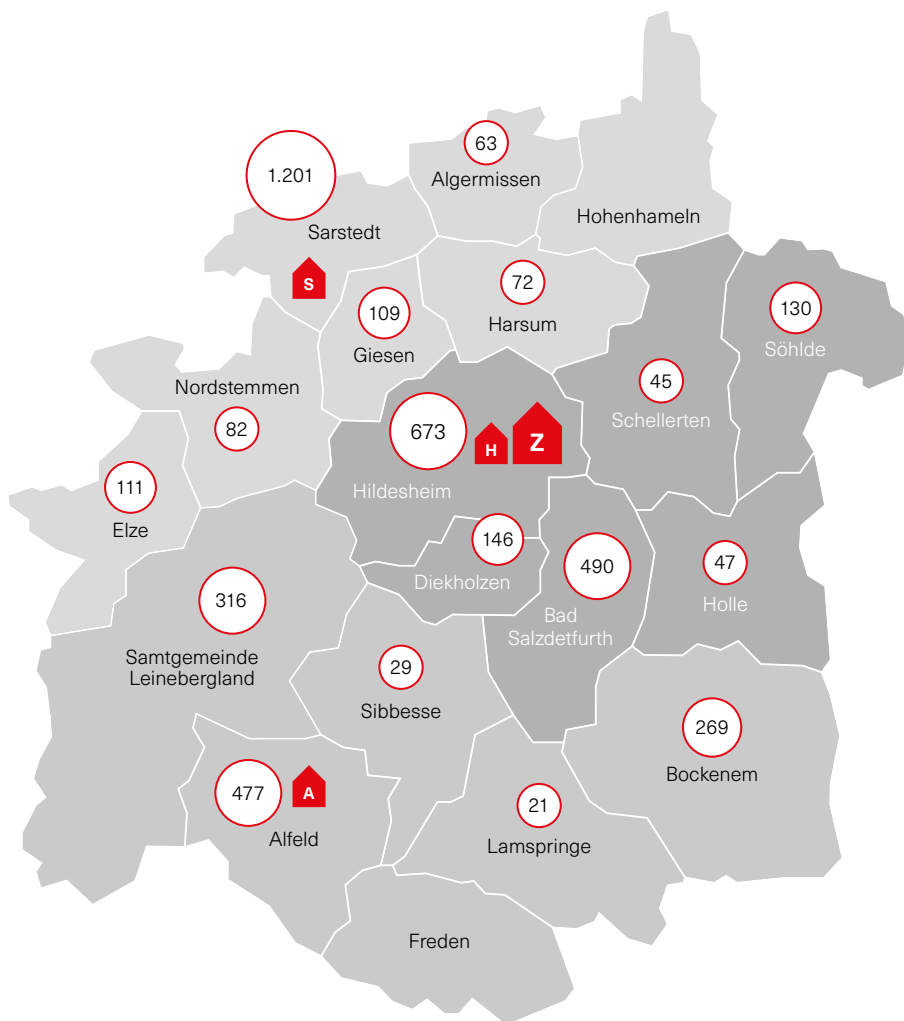 63
Algermissen
1.201
Hohenhameln
Sarstedt
S
72
Harsum
109
Giesen
130
Söhlde
45
Schellerten
Nordstemmen
82
673
H
Z
Hildesheim
111
Elze
146
Diekholzen
490
Bad
Salzdetfurth
47
Holle
316
Samtgemeinde
Leinebergland
29
Sibbesse
269
Bockenem
477
A
Alfeld
21
Lamspringe
Freden